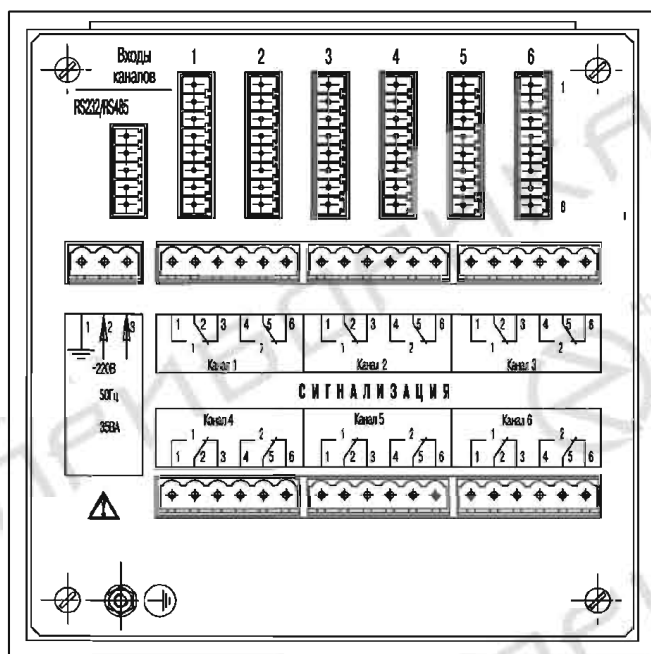 Входы
каналов
1 2 3 4 5 6
RS232/RS485
1
8
1 2 3
~220В
50Гц
35ВА
1 2 3 4 5 6
1 2
Канал 1
1 2 3 4 5 6
1 2
Канал 2
1 2 3 4 5 6
1 2
Канал 3
СИГНАЛИЗАЦИЯ
Канал 4
1 2
1 2 3 4 5 6
Канал 5
1 2
1 2 3 4 5 6
Канал 6
1 2
1 2 3 4 5 6